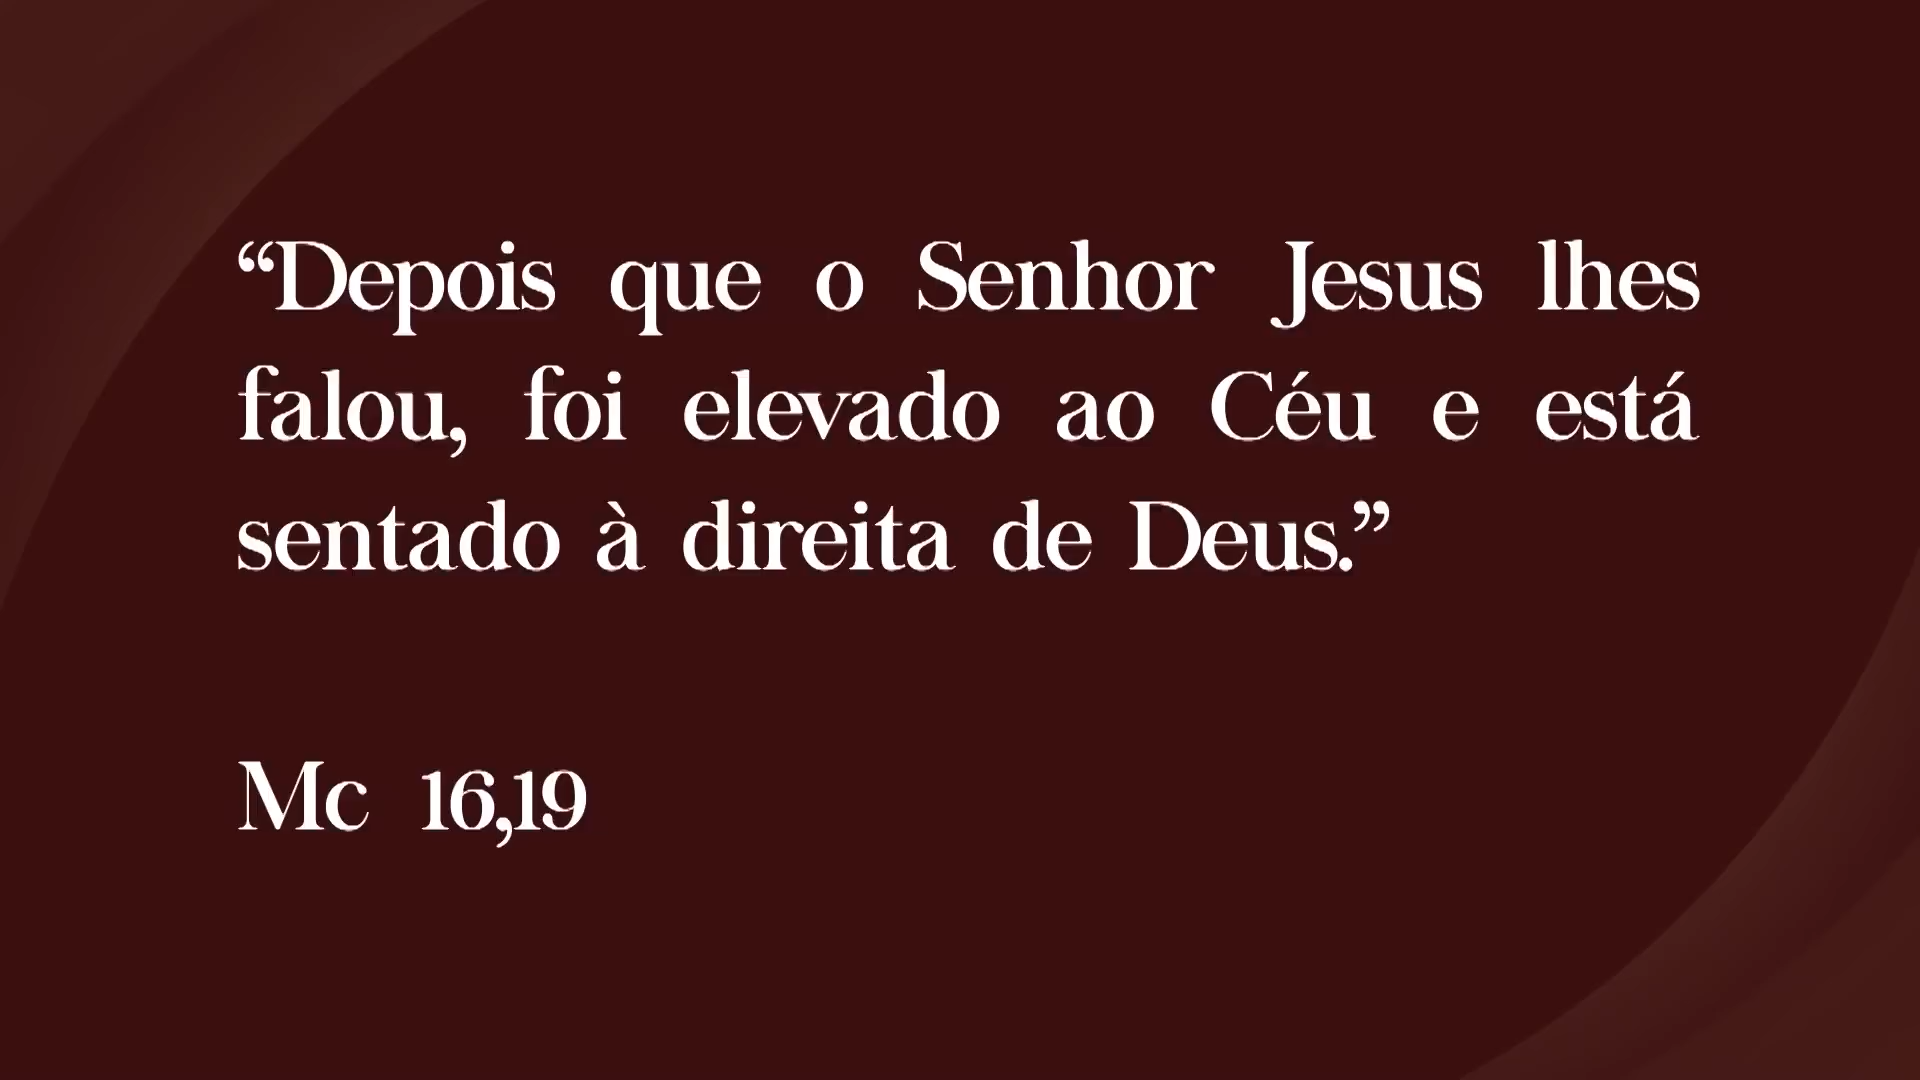 “Depois que o Senhor Jesus lhes
falou, foi elevado ao Céu e está
sentado à direita de Deus.”
Mc 16,19